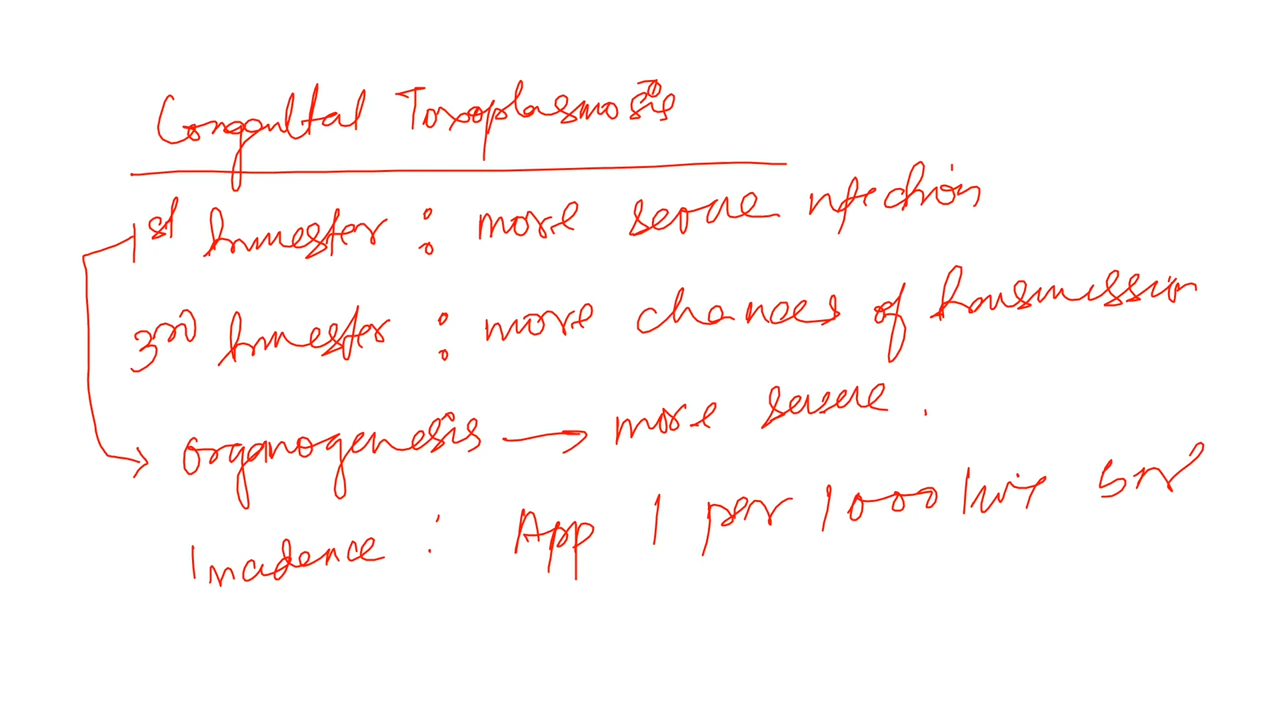 Congenital Toxoplasmosis
1st trimester : more severe infection
3rd trimester : more chances of transmission
organogenesis → more severe.
Incidence : App 1 per 1000 live